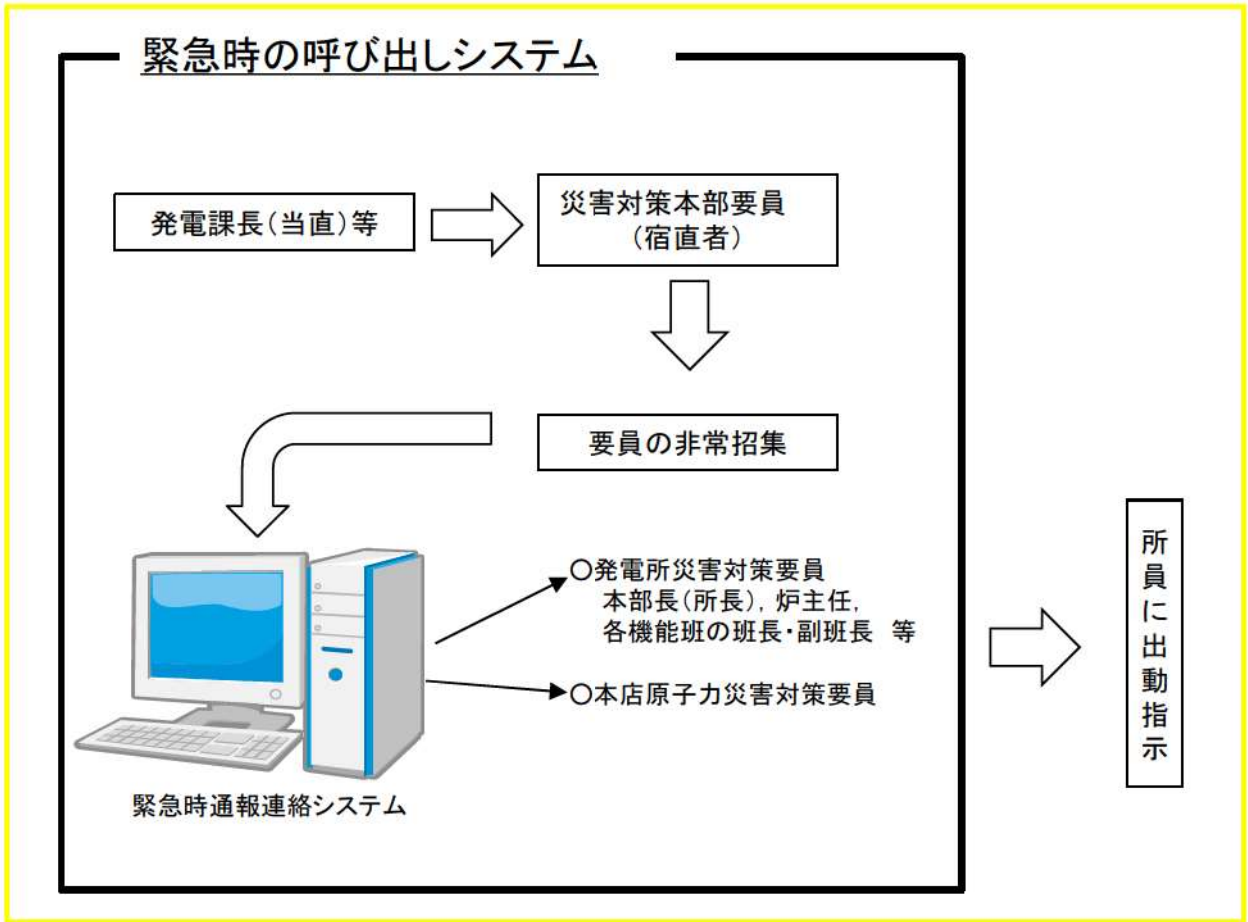 緊急時の呼び出しシステム
発電課長(当直)等
災害対策本部要員
(宿直者)
要員の非常招集
○発電所災害対策要員
本部長(所長),炉主任,
各機能班の班長・副班長 等
○本店原子力災害対策要員
緊急時通報連絡システム
所員に出動指示